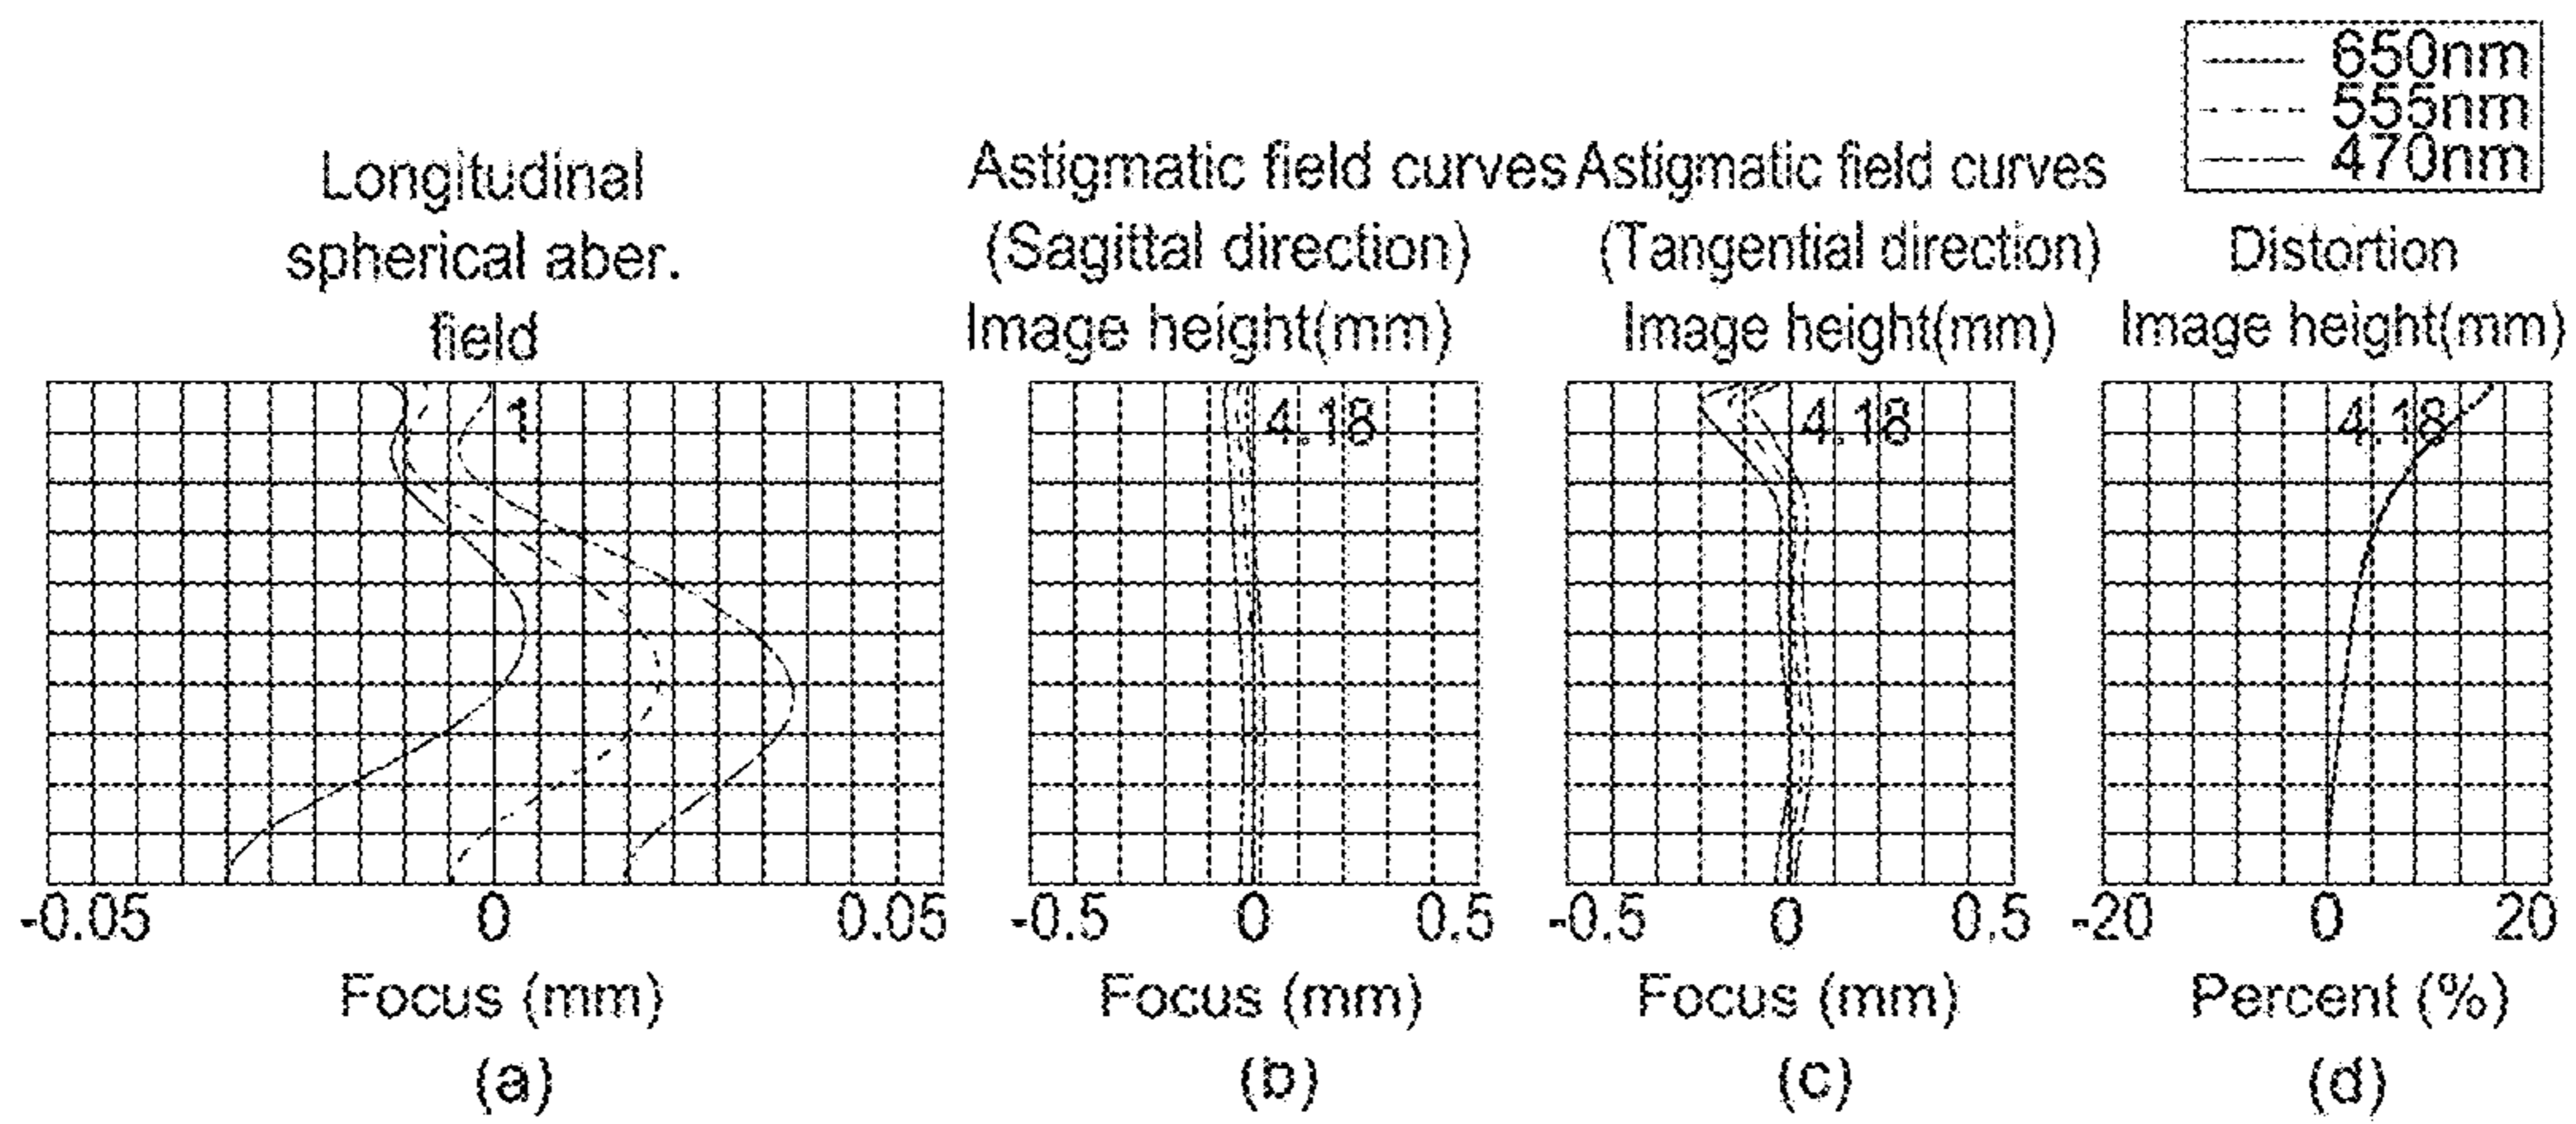 650nm
555nm
470nm
Longitudinal
spherical aber.
field
Astigmatic field curves
(Sagittal direction)
Image height(mm)
Astigmatic field curves
(Tangential direction)
Image height(mm)
Distortion
Image height(mm)
1
4.18
4.18
4.18
-0.05 0 0.05
-0.5 0 0.5
-0.5 0 0.5
-20 0 20
Focus (mm)
Focus (mm)
Focus (mm)
Percent (%)
(a)
(b)
(c)
(d)